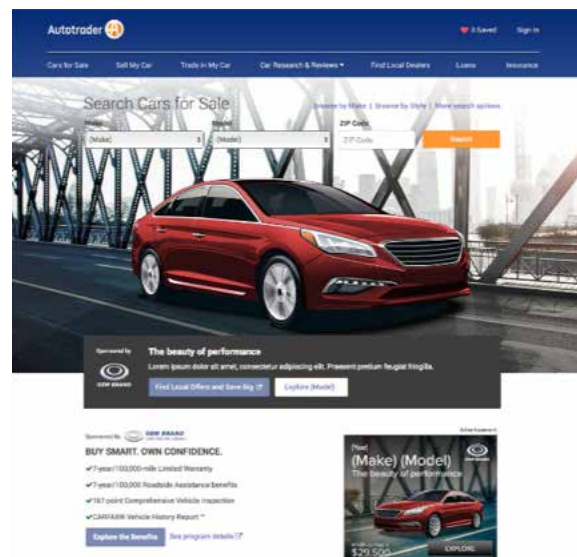 Autotrader
0 Saved Sign In
Cars for Sale Sell My Car Trade In My Car Car Research & Reviews Find Local Dealers Loans Insurance
Search Cars for Sale
Browse by Make | Browse by Style | More search options
Make Model ZIP Code
(Make) (Model) ZIP Code Search
Sponsored by
The beauty of performance
Lorem ipsum dolor sit amet, consectetur adipiscing elit. Praesent pretium feugiat fringilla.
OEM BRAND
Find Local Offers and Save Big Explore (Model)
Sponsored By OEM BRAND
Advertisement
BUY SMART. OWN CONFIDENCE.
7-year/100,000-mile Limited Warranty
7-year/100,000 Roadside Assistance benefits
167-point Comprehensive Vehicle Inspection
CARFAX® Vehicle History Report™
Explore the Benefits See program details
(Year)
(Make) (Model)
The beauty of performance
$29,500
EXPLORE